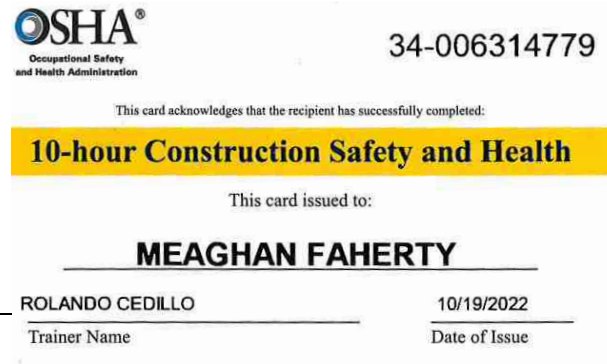 OSHA®
Occupational Safety
and Health Administration
34-006314779
This card acknowledges that the recipient has successfully completed:
10-hour Construction Safety and Health
This card issued to:
MEAGHAN FAHERTY
ROLANDO CEDILLO 10/19/2022
Trainer Name Date of Issue